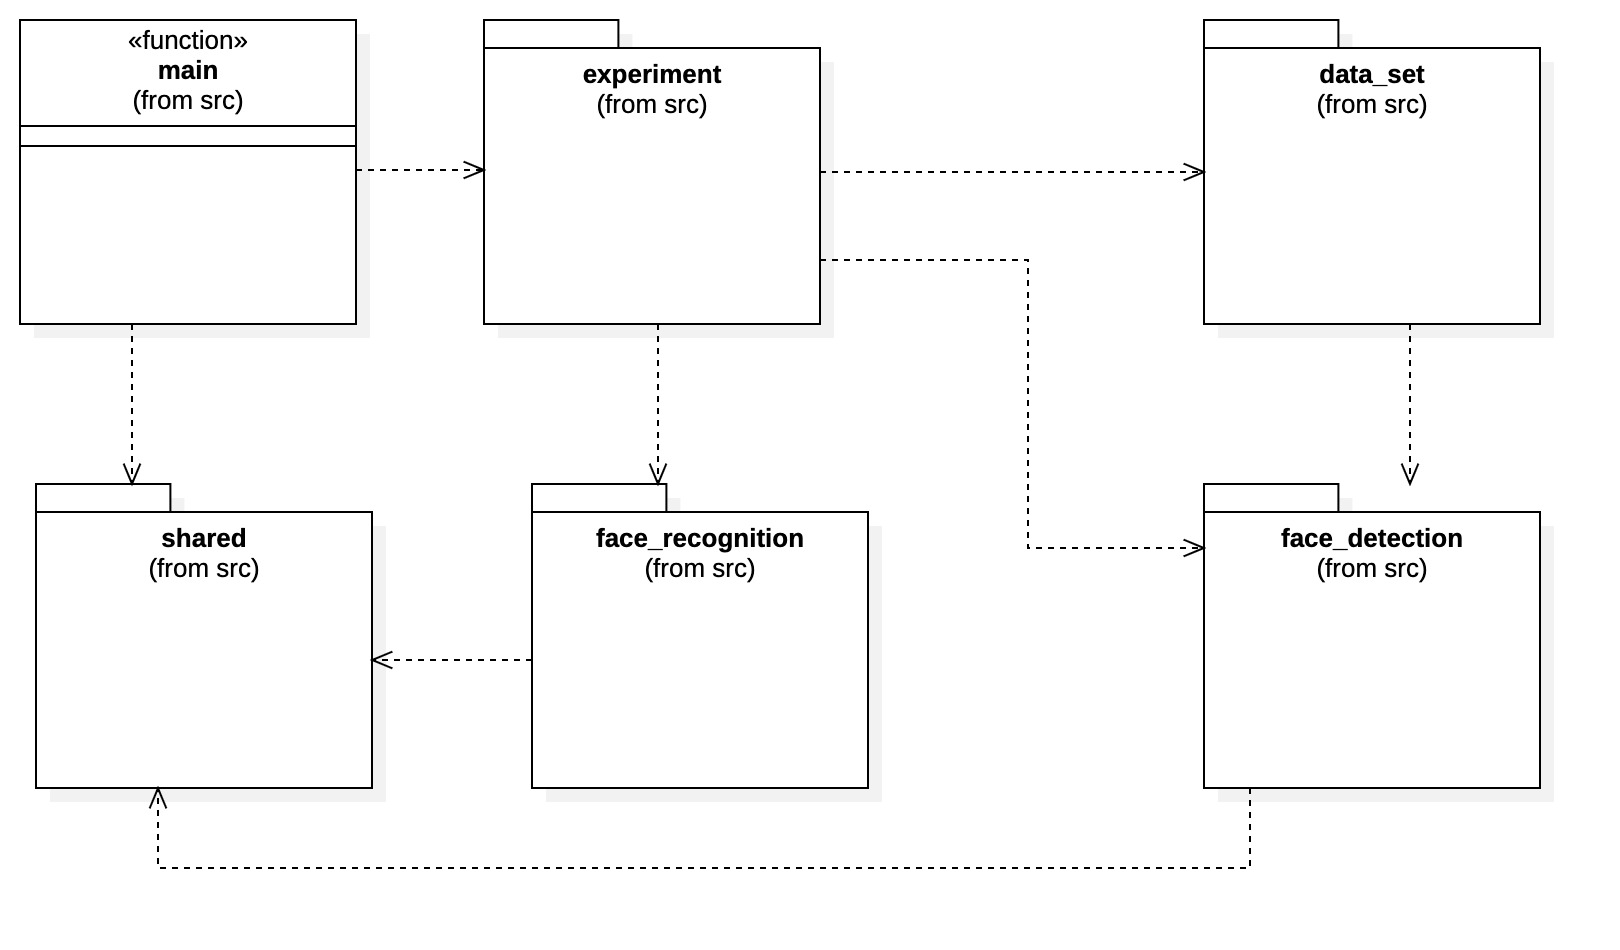 «function»
main
(from src)
experiment
(from src)
data_set
(from src)
shared
(from src)
face_recognition
(from src)
face_detection
(from src)